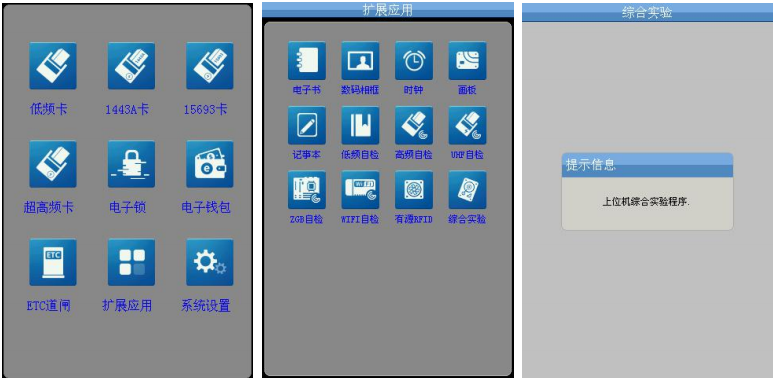 低频卡
1443A卡
15693卡
超高频卡
电子锁
电子钱包
ETC
ETC道闸
扩展应用
系统设置
扩展应用
电子书
数码相框
时钟
画板
记事本
低频自检
高频自检
UHF自检
ZGB自检
WIFI自检
有源RFID
综合实验
综合实验
提示信息
上位机综合实验程序.